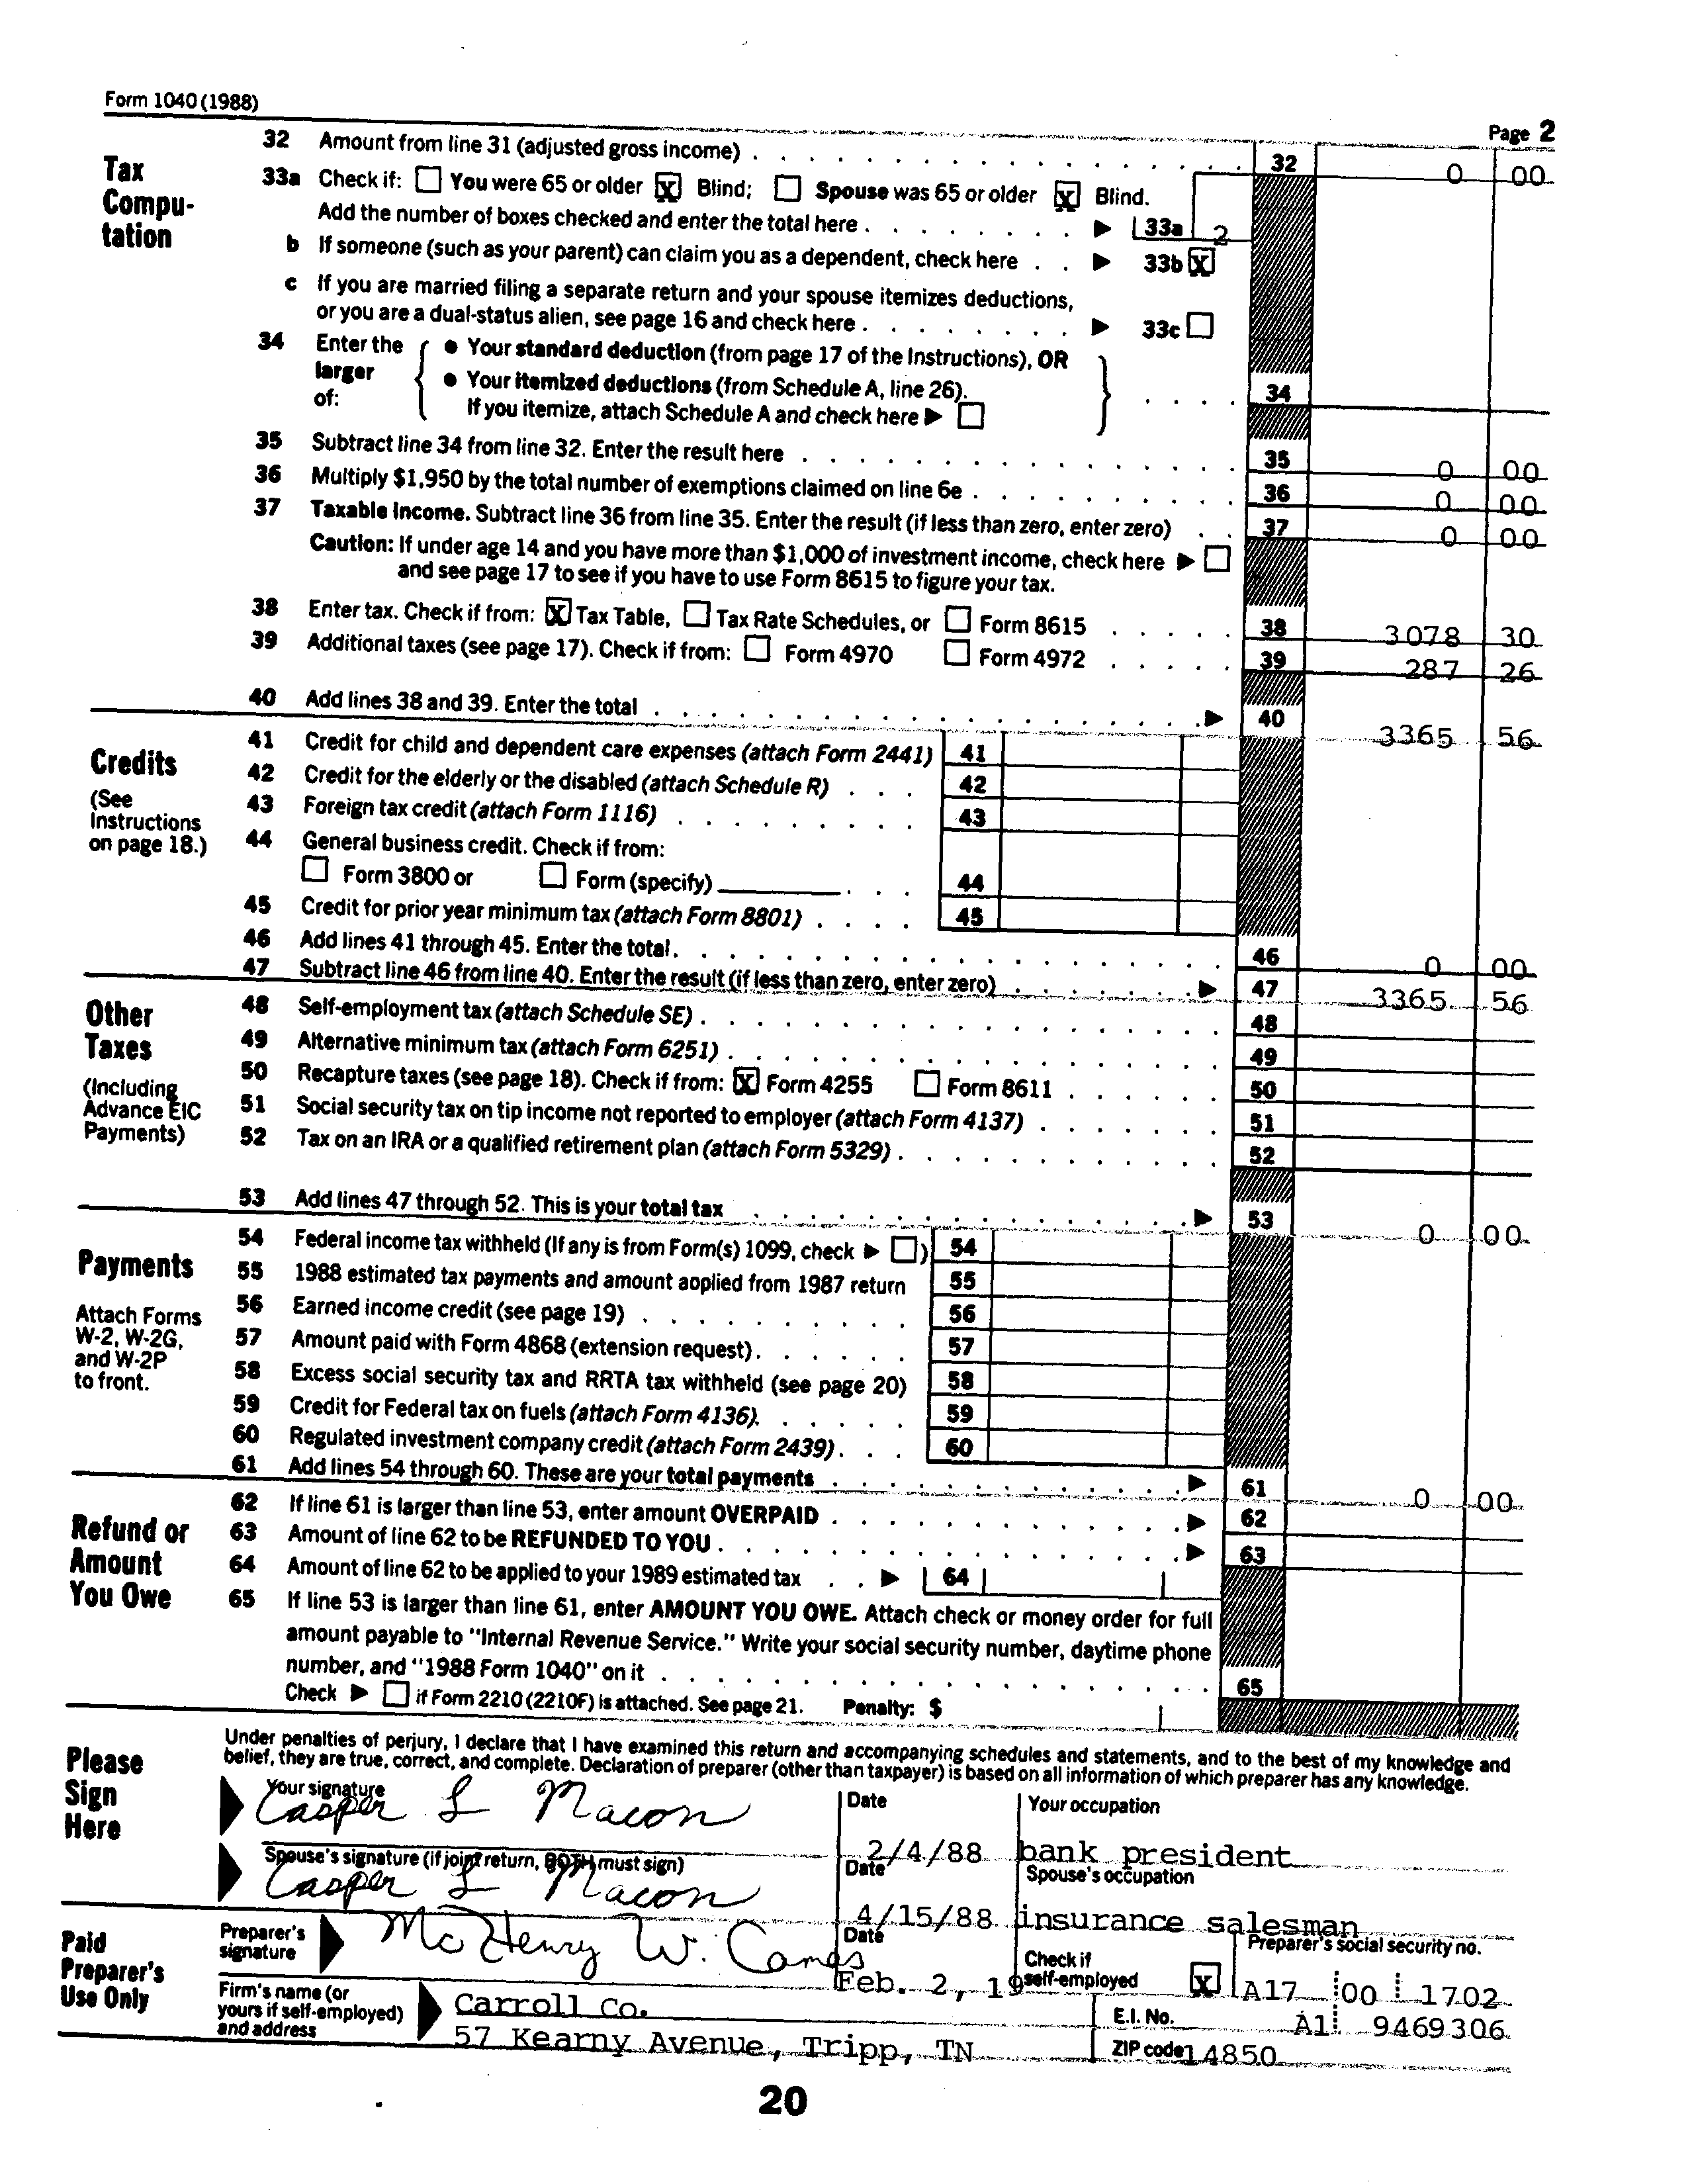 Form 1040 (1988)
Page 2
Tax Compu-tation
32 Amount from line 31 (adjusted gross income) . . . . . . . . . . 32 0 00
33a Check if: You were 65 or older X Blind; Spouse was 65 or older X Blind.
Add the number of boxes checked and enter the total here . . . . . . . . ▶ 33a 2
b If someone (such as your parent) can claim you as a dependent, check here . . ▶ 33b X
c If you are married filing a separate return and your spouse itemizes deductions,
or you are a dual-status alien, see page 16 and check here . . . . . . . . ▶ 33c
34 Enter the larger of: { • Your standard deduction (from page 17 of the Instructions), OR
• Your itemized deductions (from Schedule A, line 26).
If you itemize, attach Schedule A and check here ▶ } . . . . 34
35 Subtract line 34 from line 32. Enter the result here . . . . . . . . . . 35 0 00
36 Multiply $1,950 by the total number of exemptions claimed on line 6e . . . . . . . . . . 36 0 00
37 Taxable income. Subtract line 36 from line 35. Enter the result (if less than zero, enter zero) . . 37 0 00
Caution: If under age 14 and you have more than $1,000 of investment income, check here ▶
and see page 17 to see if you have to use Form 8615 to figure your tax.
38 Enter tax. Check if from: X Tax Table, Tax Rate Schedules, or Form 8615 . . . . . 38 3078 30
39 Additional taxes (see page 17). Check if from: Form 4970 Form 4972 . . . . . 39 287 26
40 Add lines 38 and 39. Enter the total . . . . . . . . . . ▶ 40 3365 56
Credits
(See Instructions on page 18.)
41 Credit for child and dependent care expenses (attach Form 2441) 41
42 Credit for the elderly or the disabled (attach Schedule R) . . . 42
43 Foreign tax credit (attach Form 1116) . . . . . . . . . 43
44 General business credit. Check if from:
Form 3800 or Form (specify) . . . 44
45 Credit for prior year minimum tax (attach Form 8801) . . . . 45
46 Add lines 41 through 45. Enter the total . . . . . . . . . . 46 0 00
47 Subtract line 46 from line 40. Enter the result (if less than zero, enter zero) . . . . . . . ▶ 47 3365 56
Other Taxes
(Including Advance EIC Payments)
48 Self-employment tax (attach Schedule SE) . . . . . . . . . . 48
49 Alternative minimum tax (attach Form 6251) . . . . . . . . . . 49
50 Recapture taxes (see page 18). Check if from: X Form 4255 Form 8611 . . . . . . 50
51 Social security tax on tip income not reported to employer (attach Form 4137) . . . . . . . 51
52 Tax on an IRA or a qualified retirement plan (attach Form 5329) . . . . . . . . . . 52
53 Add lines 47 through 52. This is your total tax . . . . . . . . . . ▶ 53 0 00
Payments
Attach Forms W-2, W-2G, and W-2P to front.
54 Federal income tax withheld (If any is from Form(s) 1099, check ▶ ) 54
55 1988 estimated tax payments and amount applied from 1987 return 55
56 Earned income credit (see page 19) . . . . . . . . . . 56
57 Amount paid with Form 4868 (extension request) . . . . . . 57
58 Excess social security tax and RRTA tax withheld (see page 20) 58
59 Credit for Federal tax on fuels (attach Form 4136) . . . . . . 59
60 Regulated investment company credit (attach Form 2439) . . . 60
61 Add lines 54 through 60. These are your total payments . . . . . . . . . . ▶ 61 0 00
Refund or Amount You Owe
62 If line 61 is larger than line 53, enter amount OVERPAID . . . . . . . . . . ▶ 62
63 Amount of line 62 to be REFUNDED TO YOU . . . . . . . . . . ▶ 63
64 Amount of line 62 to be applied to your 1989 estimated tax . . ▶ 64
65 If line 53 is larger than line 61, enter AMOUNT YOU OWE. Attach check or money order for full
amount payable to "Internal Revenue Service." Write your social security number, daytime phone
number, and "1988 Form 1040" on it . . . . . . . . . . 65
Check ▶ if Form 2210 (2210F) is attached. See page 21. Penalty: $
Please Sign Here
Under penalties of perjury, I declare that I have examined this return and accompanying schedules and statements, and to the best of my knowledge and
belief, they are true, correct, and complete. Declaration of preparer (other than taxpayer) is based on all information of which preparer has any knowledge.
Your signature Date Your occupation
Casper L Macon 2/4/88 bank president
Spouse's signature (if joint return, BOTH must sign) Date Spouse's occupation
Casper L Macon 4/15/88 insurance salesman
Paid Preparer's Use Only
Preparer's signature McHenry W. Comas Date Feb. 2, 19 Check if self-employed X Preparer's social security no. A17 00 1702
Firm's name (or yours if self-employed) and address
Carroll Co. E.I. No. A1 9469306
57 Kearny Avenue, Tripp, TN ZIP code 14850
20